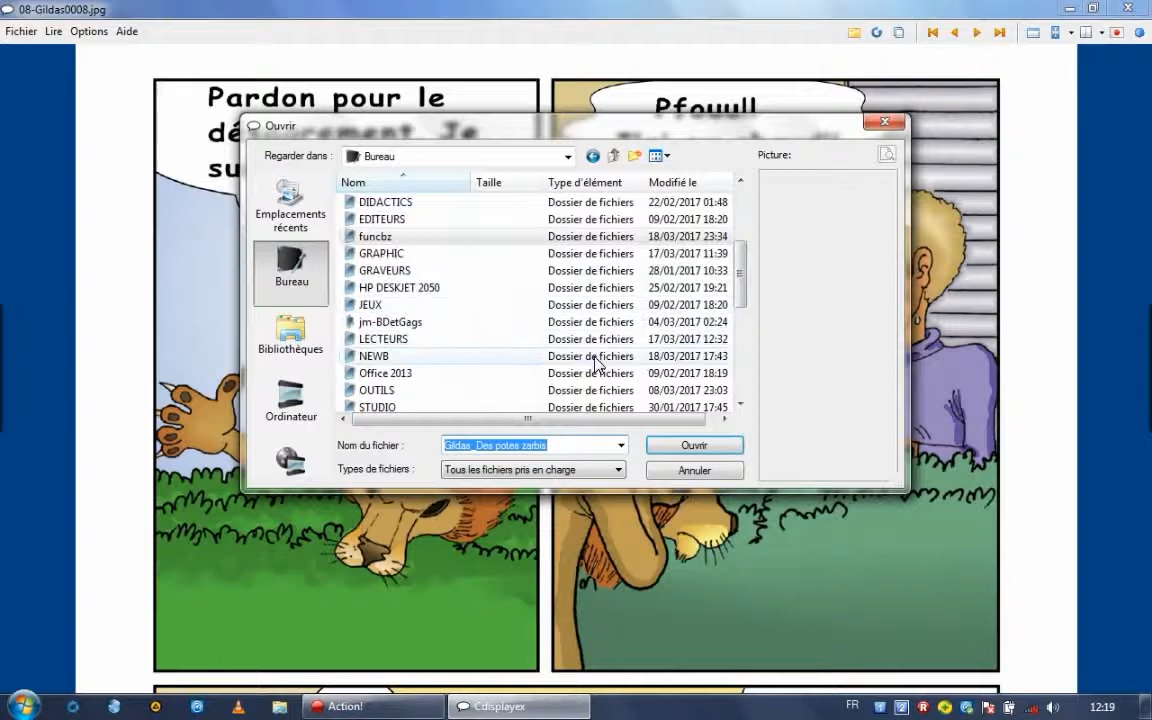 08-Gildas0008.jpg
Fichier Lire Options Aide
Pardon pour le
Pfouu!!
Ouvrir
Regarder dans : Bureau
Picture:
Nom Taille Type d'élément Modifié le
DIDACTICS Dossier de fichiers 22/02/2017 01:48
EDITEURS Dossier de fichiers 09/02/2017 18:20
funcbz Dossier de fichiers 18/03/2017 23:34
GRAPHIC Dossier de fichiers 17/03/2017 11:39
GRAVEURS Dossier de fichiers 28/01/2017 10:33
HP DESKJET 2050 Dossier de fichiers 25/02/2017 19:21
JEUX Dossier de fichiers 09/02/2017 18:20
jm-BDetGags Dossier de fichiers 04/03/2017 02:24
LECTEURS Dossier de fichiers 17/03/2017 12:32
NEWB Dossier de fichiers 18/03/2017 17:43
Office 2013 Dossier de fichiers 09/02/2017 18:19
OUTILS Dossier de fichiers 08/03/2017 23:03
STUDIO Dossier de fichiers 30/01/2017 17:45
Emplacements
récents
Bureau
Bibliothèques
Ordinateur
Nom du fichier : Gildas_Des potes zarbis Ouvrir
Types de fichiers : Tous les fichiers pris en charge Annuler
Action! Cdisplayex FR 12:19